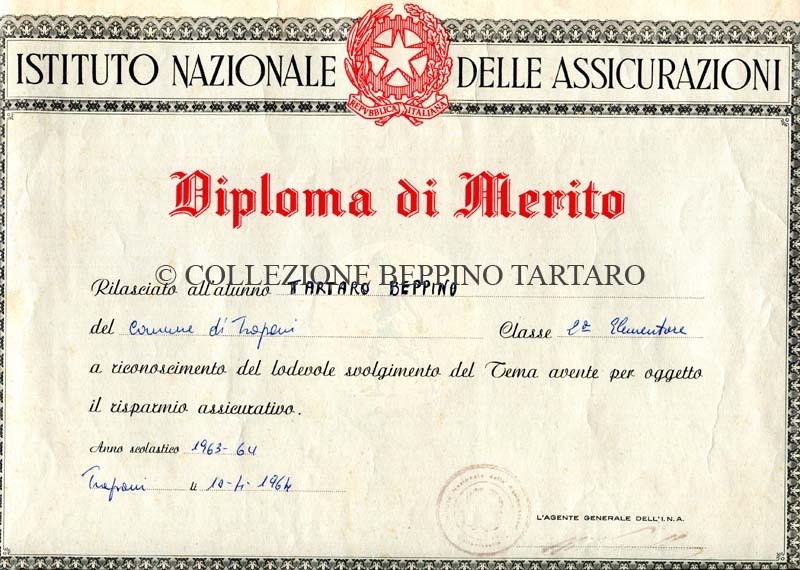 ISTITUTO NAZIONALE DELLE ASSICURAZIONI
REPVBBLICA ITALIANA
Diploma di Merito
© COLLEZIONE BEPPINO TARTARO
Rilasciato all'alunno TARTARO BEPPINO
del Comune di Trapani Classe 2ª Elementare
a riconoscimento del lodevole svolgimento del Tema avente per oggetto
il risparmio assicurativo.
Anno scolastico 1963-64
Trapani li 10-4-1964
L'AGENTE GENERALE DELL'I.N.A.